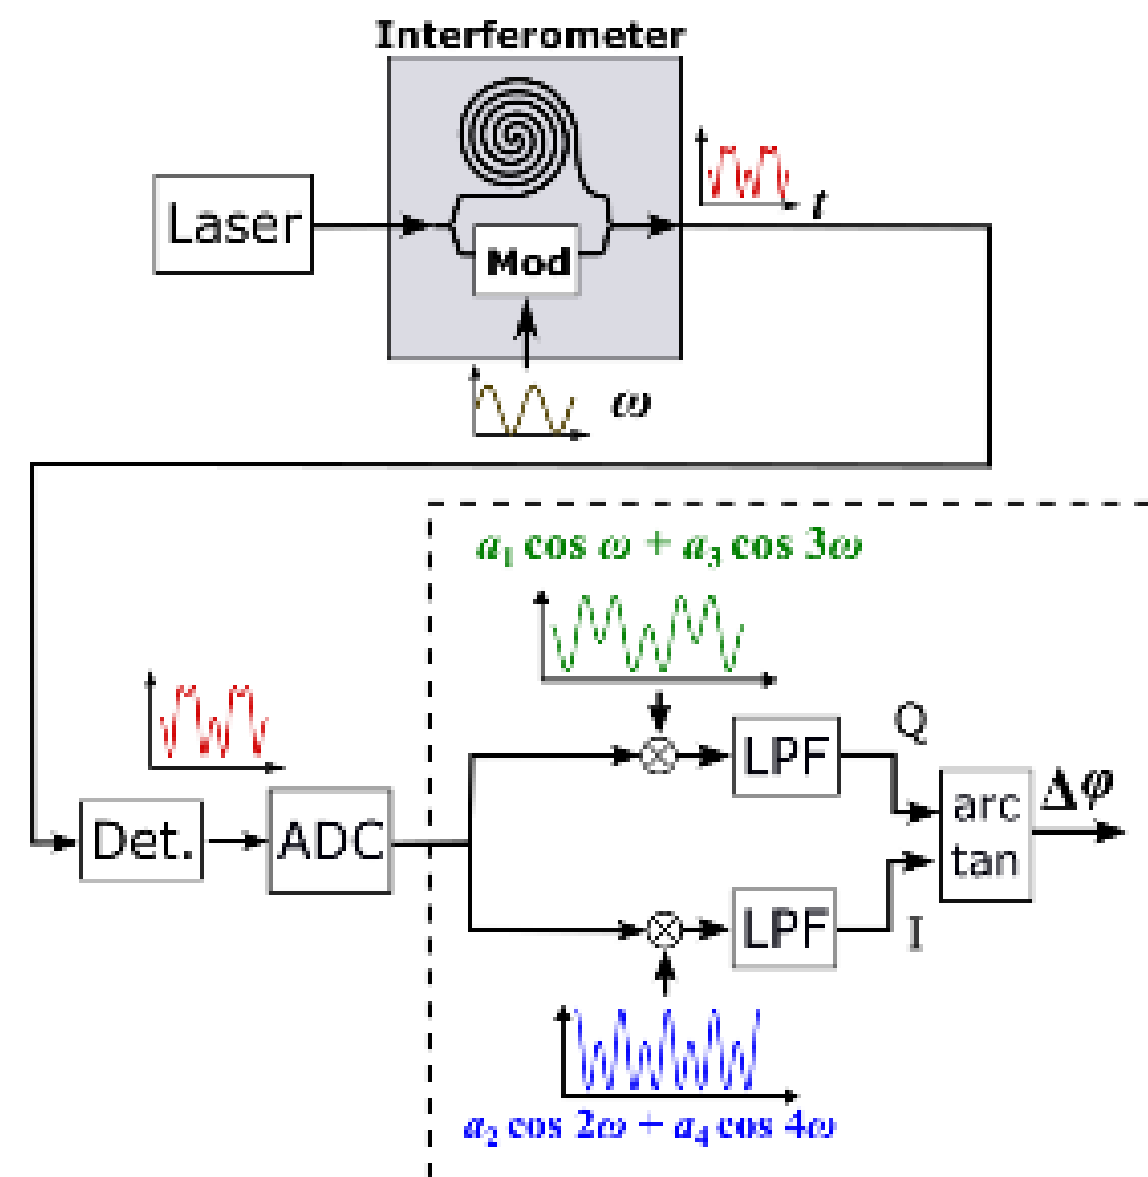 Interferometer
Laser
Mod
t
ω
a₁ cos ω + a₃ cos 3ω
Det.
ADC
LPF
Q
arc
tan
Δφ
LPF
I
a₂ cos 2ω + a₄ cos 4ω